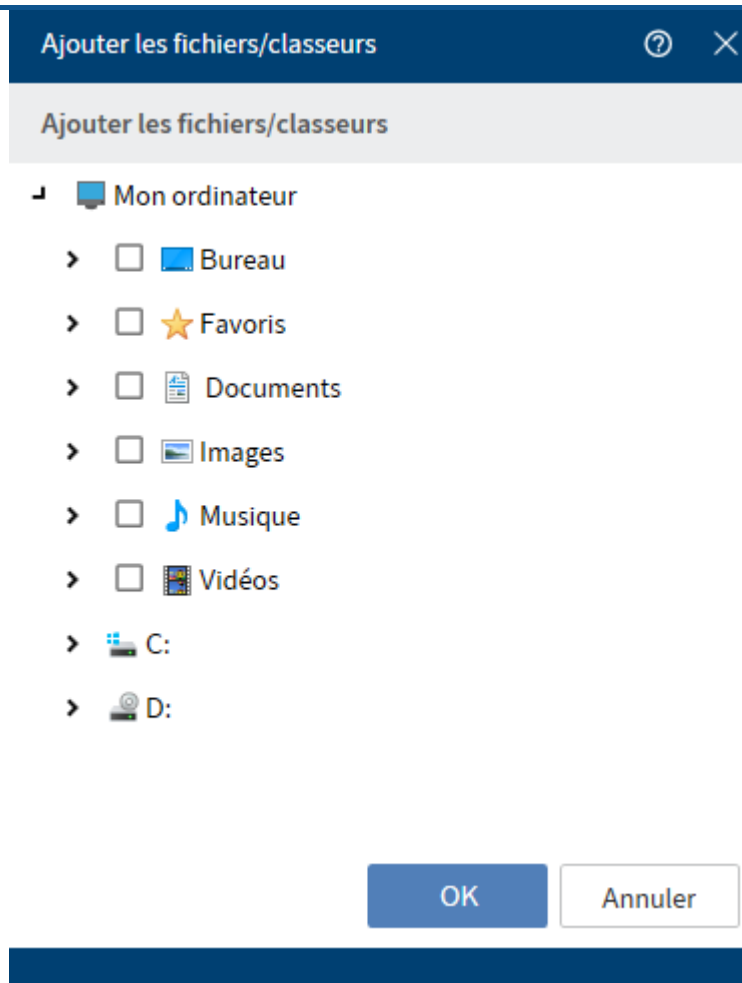 Ajouter les fichiers/classeurs
Ajouter les fichiers/classeurs
Mon ordinateur
Bureau
Favoris
Documents
Images
Musique
Vidéos
C:
D:
OK Annuler